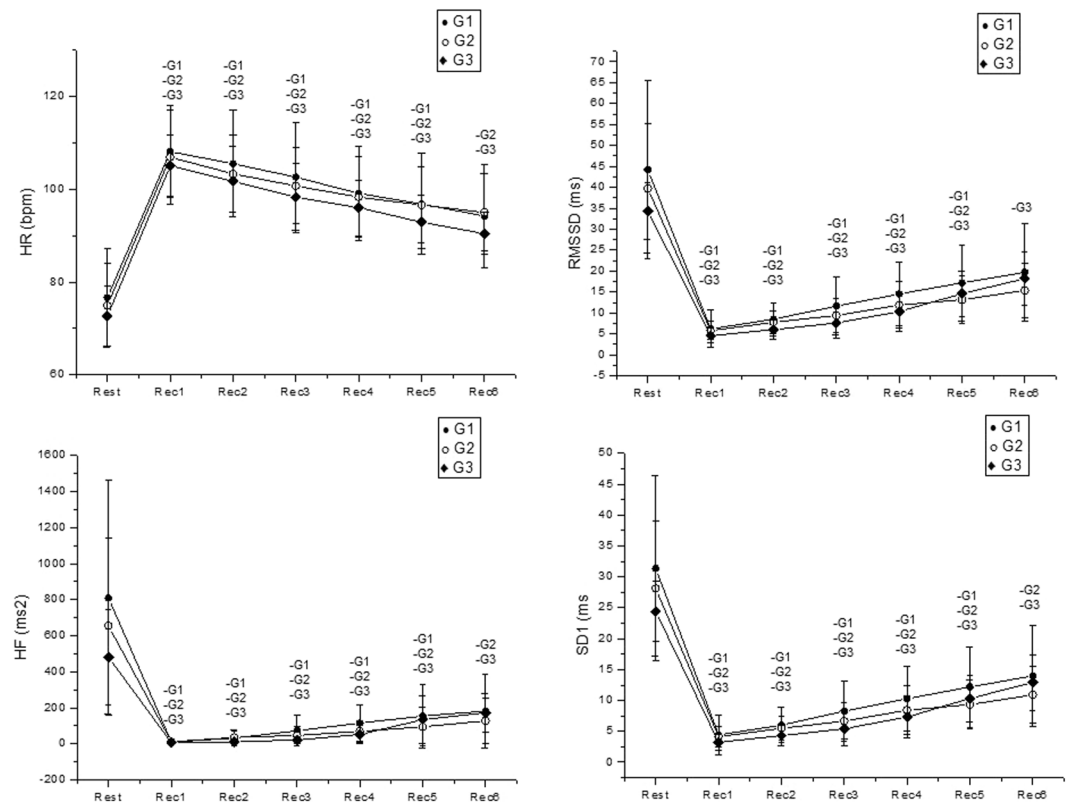 G1
G2
G3
HR (bpm)
120
100
80
60
-G1
-G2
-G3
-G1
-G2
-G3
-G1
-G2
-G3
-G1
-G2
-G3
-G1
-G2
-G3
-G2
-G3
Rest Rec1 Rec2 Rec3 Rec4 Rec5 Rec6
G1
G2
G3
RMSSD (ms)
70
65
60
55
50
45
40
35
30
25
20
15
10
5
0
-5
-G1
-G2
-G3
-G1
-G2
-G3
-G1
-G2
-G3
-G1
-G2
-G3
-G1
-G2
-G3
-G3
Rest Rec1 Rec2 Rec3 Rec4 Rec5 Rec6
G1
G2
G3
HF (ms2)
1600
1400
1200
1000
800
600
400
200
0
-200
-G1
-G2
-G3
-G1
-G2
-G3
-G1
-G2
-G3
-G1
-G2
-G3
-G1
-G2
-G3
-G2
-G3
Rest Rec1 Rec2 Rec3 Rec4 Rec5 Rec6
G1
G2
G3
SD1 (ms
50
45
40
35
30
25
20
15
10
5
0
-G1
-G2
-G3
-G1
-G2
-G3
-G1
-G2
-G3
-G1
-G2
-G3
-G1
-G2
-G3
-G2
-G3
Rest Rec1 Rec2 Rec3 Rec4 Rec5 Rec6